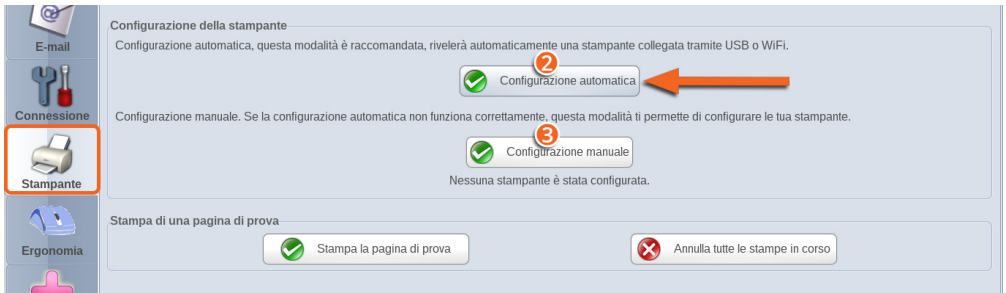 E-mail
Connessione
Stampante
Ergonomia
Configurazione della stampante
Configurazione automatica, questa modalità è raccomandata, rivelerà automaticamente una stampante collegata tramite USB o WiFi.
2
Configurazione automatica
Configurazione manuale. Se la configurazione automatica non funziona correttamente, questa modalità ti permette di configurare le tua stampante.
3
Configurazione manuale
Nessuna stampante è stata configurata.
Stampa di una pagina di prova
Stampa la pagina di prova
Annulla tutte le stampe in corso